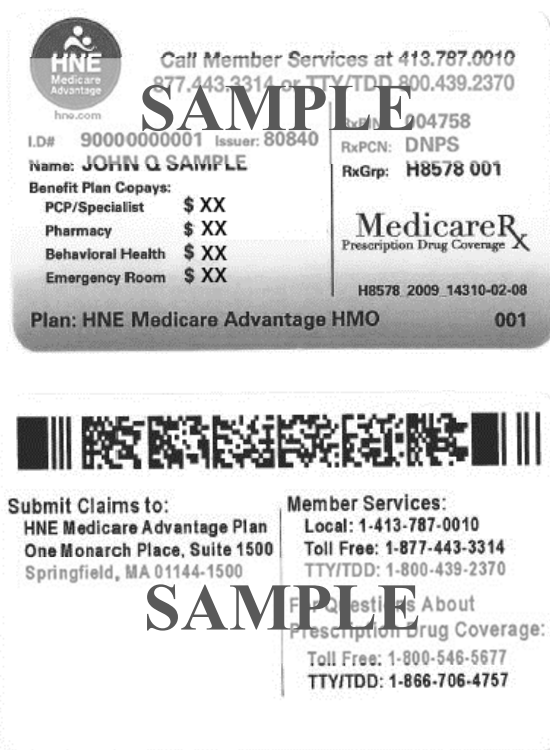 HNE
Medicare
Advantage
hne.com
Call Member Services at 413.787.0010
877.443.3314 or TTY/TDD 800.439.2370
SAMPLE
I.D# 90000000001 Issuer: 80840
Name: JOHN Q SAMPLE
Benefit Plan Copays:
PCP/Specialist $ XX
Pharmacy $ XX
Behavioral Health $ XX
Emergency Room $ XX
RxBIN: 004758
RxPCN: DNPS
RxGrp: H8578 001
MedicareRx
Prescription Drug Coverage
H8578_2009_14310-02-08
Plan: HNE Medicare Advantage HMO 001
Submit Claims to:
HNE Medicare Advantage Plan
One Monarch Place, Suite 1500
Springfield, MA 01144-1500
Member Services:
Local: 1-413-787-0010
Toll Free: 1-877-443-3314
TTY/TDD: 1-800-439-2370
SAMPLE
For Questions About
Prescription Drug Coverage:
Toll Free: 1-800-546-5677
TTY/TDD: 1-866-706-4757